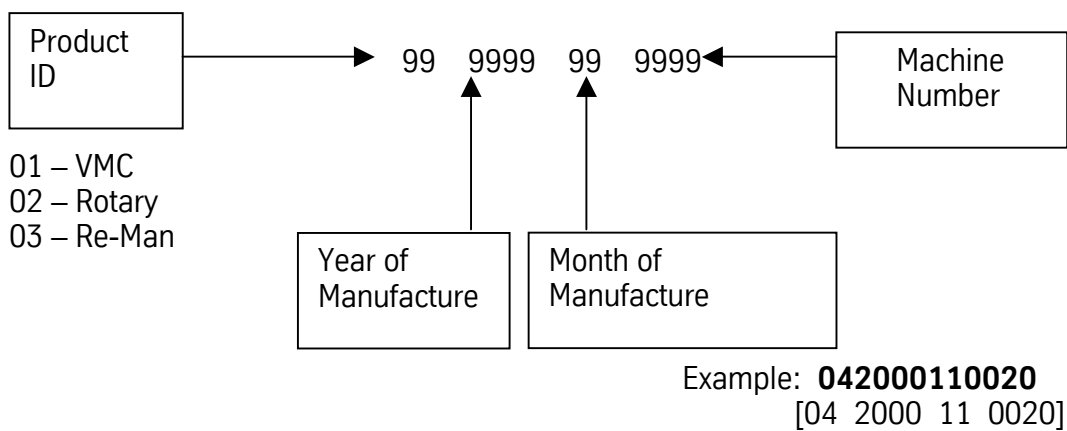 Product
ID
99 9999 99 9999
Machine
Number
01 – VMC
02 – Rotary
03 – Re-Man
Year of
Manufacture
Month of
Manufacture
Example: 042000110020
[04 2000 11 0020]